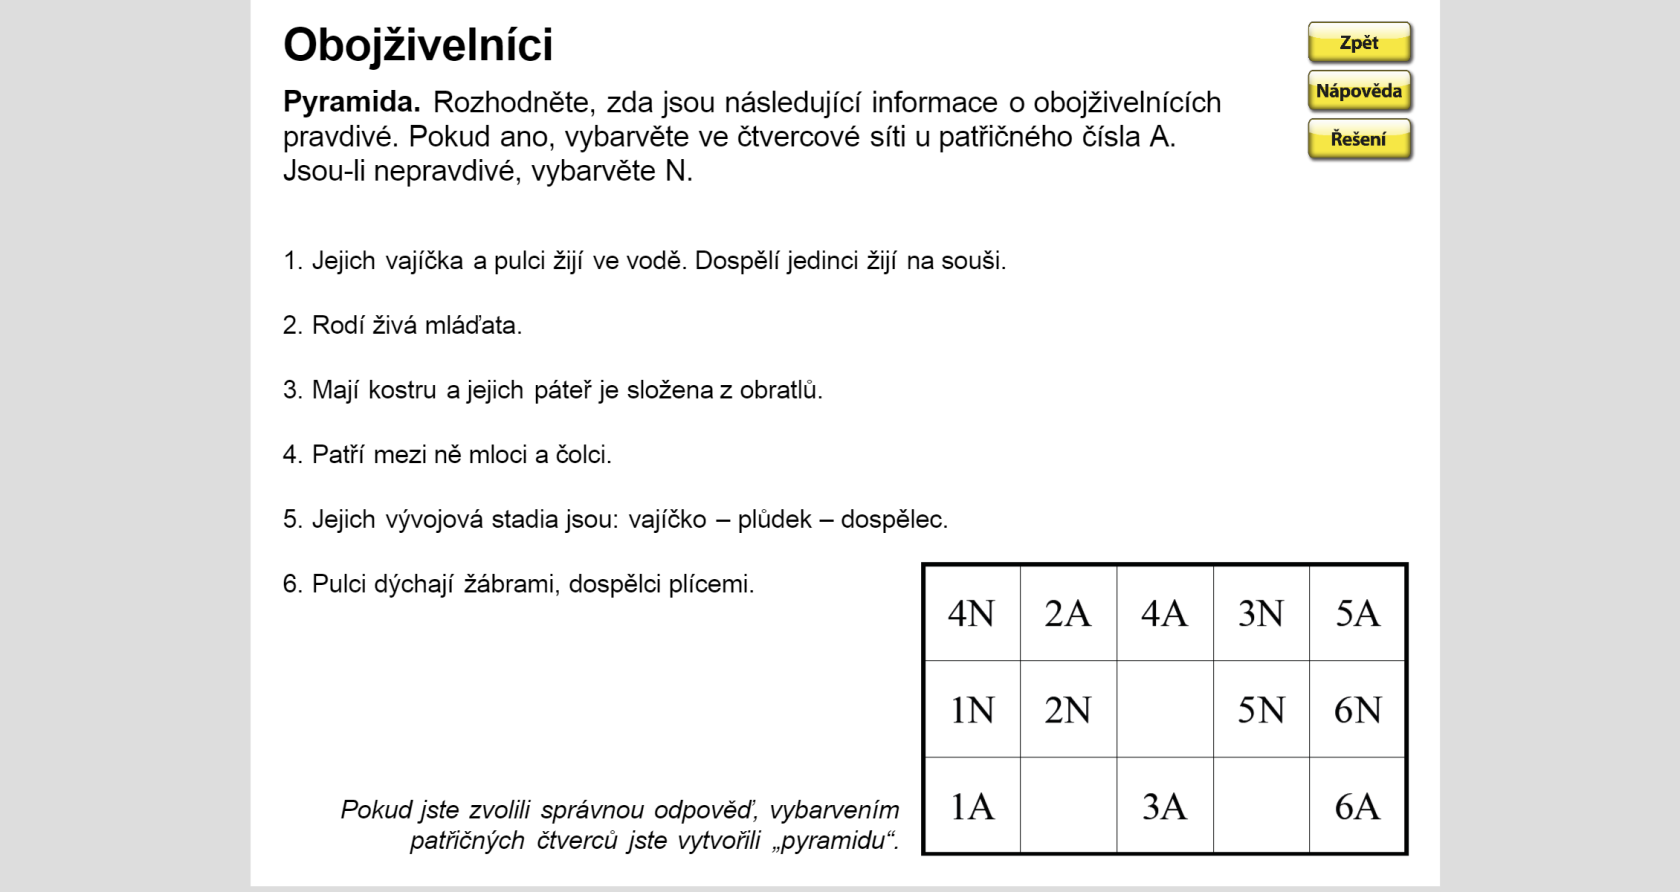 Obojživelníci
Zpět
Pyramida. Rozhodněte, zda jsou následující informace o obojživelnících
Nápověda
pravdivé. Pokud ano, vybarvěte ve čtvercové síti u patřičného čísla A.
Řešení
Jsou-li nepravdivé, vybarvěte N.
1. Jejich vajíčka a pulci žijí ve vodě. Dospělí jedinci žijí na souši.
2. Rodí živá mláďata.
3. Mají kostru a jejich páteř je složena z obratlů.
4. Patří mezi ně mloci a čolci.
5. Jejich vývojová stadia jsou: vajíčko – plůdek – dospělec.
6. Pulci dýchají žábrami, dospělci plícemi.
4N 2A 4A 3N 5A
1N 2N 5N 6N
1A 3A 6A
Pokud jste zvolili správnou odpověď, vybarvením
patřičných čtverců jste vytvořili „pyramidu“.